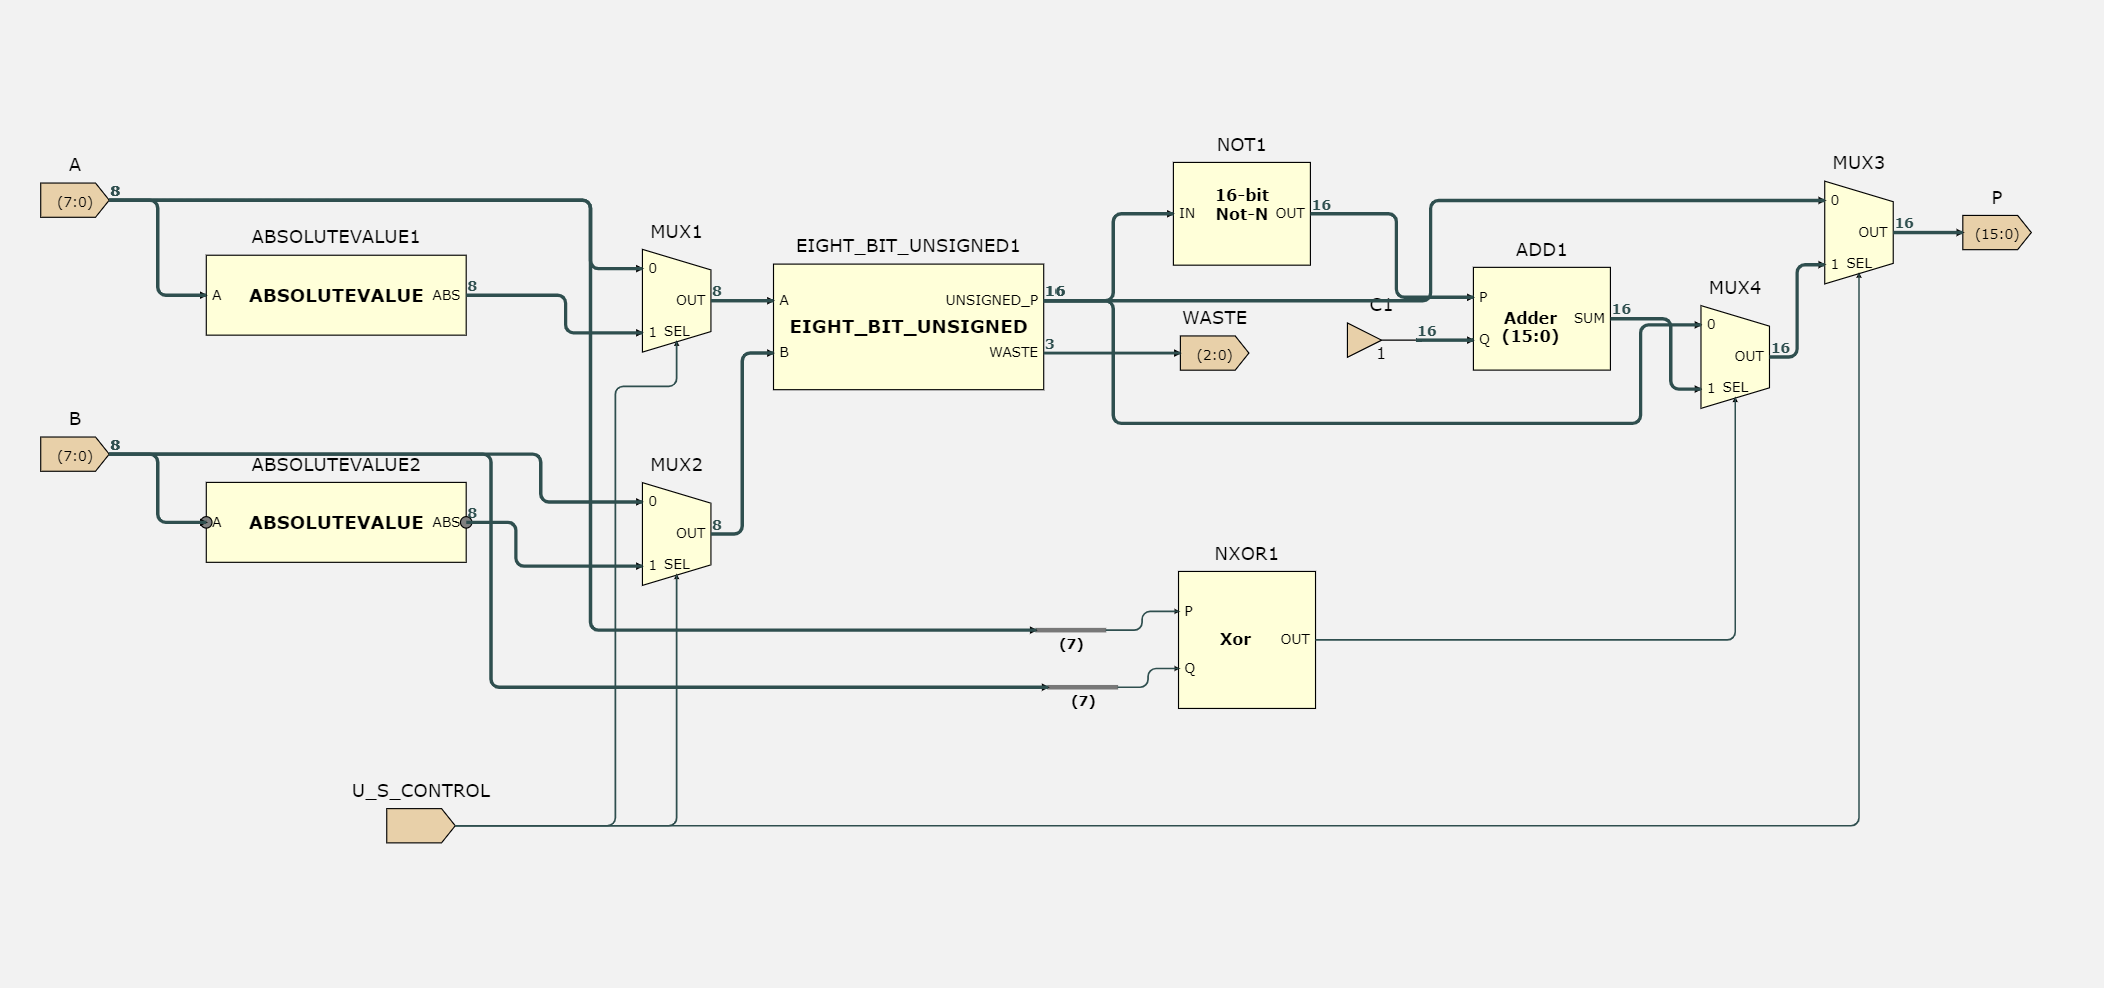 A
8
(7:0)
ABSOLUTEVALUE1
A
ABSOLUTEVALUE
ABS
8
B
8
(7:0)
ABSOLUTEVALUE2
A
ABSOLUTEVALUE
ABS
8
MUX1
0
OUT
8
1 SEL
MUX2
0
OUT
8
1 SEL
EIGHT_BIT_UNSIGNED1
A
UNSIGNED_P
16
EIGHT_BIT_UNSIGNED
B
WASTE
3
WASTE
(2:0)
NOT1
16-bit
IN
Not-N
OUT
16
C1
1
16
ADD1
P
Adder
(15:0)
SUM
16
Q
MUX4
0
OUT
16
1 SEL
MUX3
0
OUT
16
1 SEL
P
(15:0)
NXOR1
P
Xor
OUT
Q
(7)
(7)
U_S_CONTROL